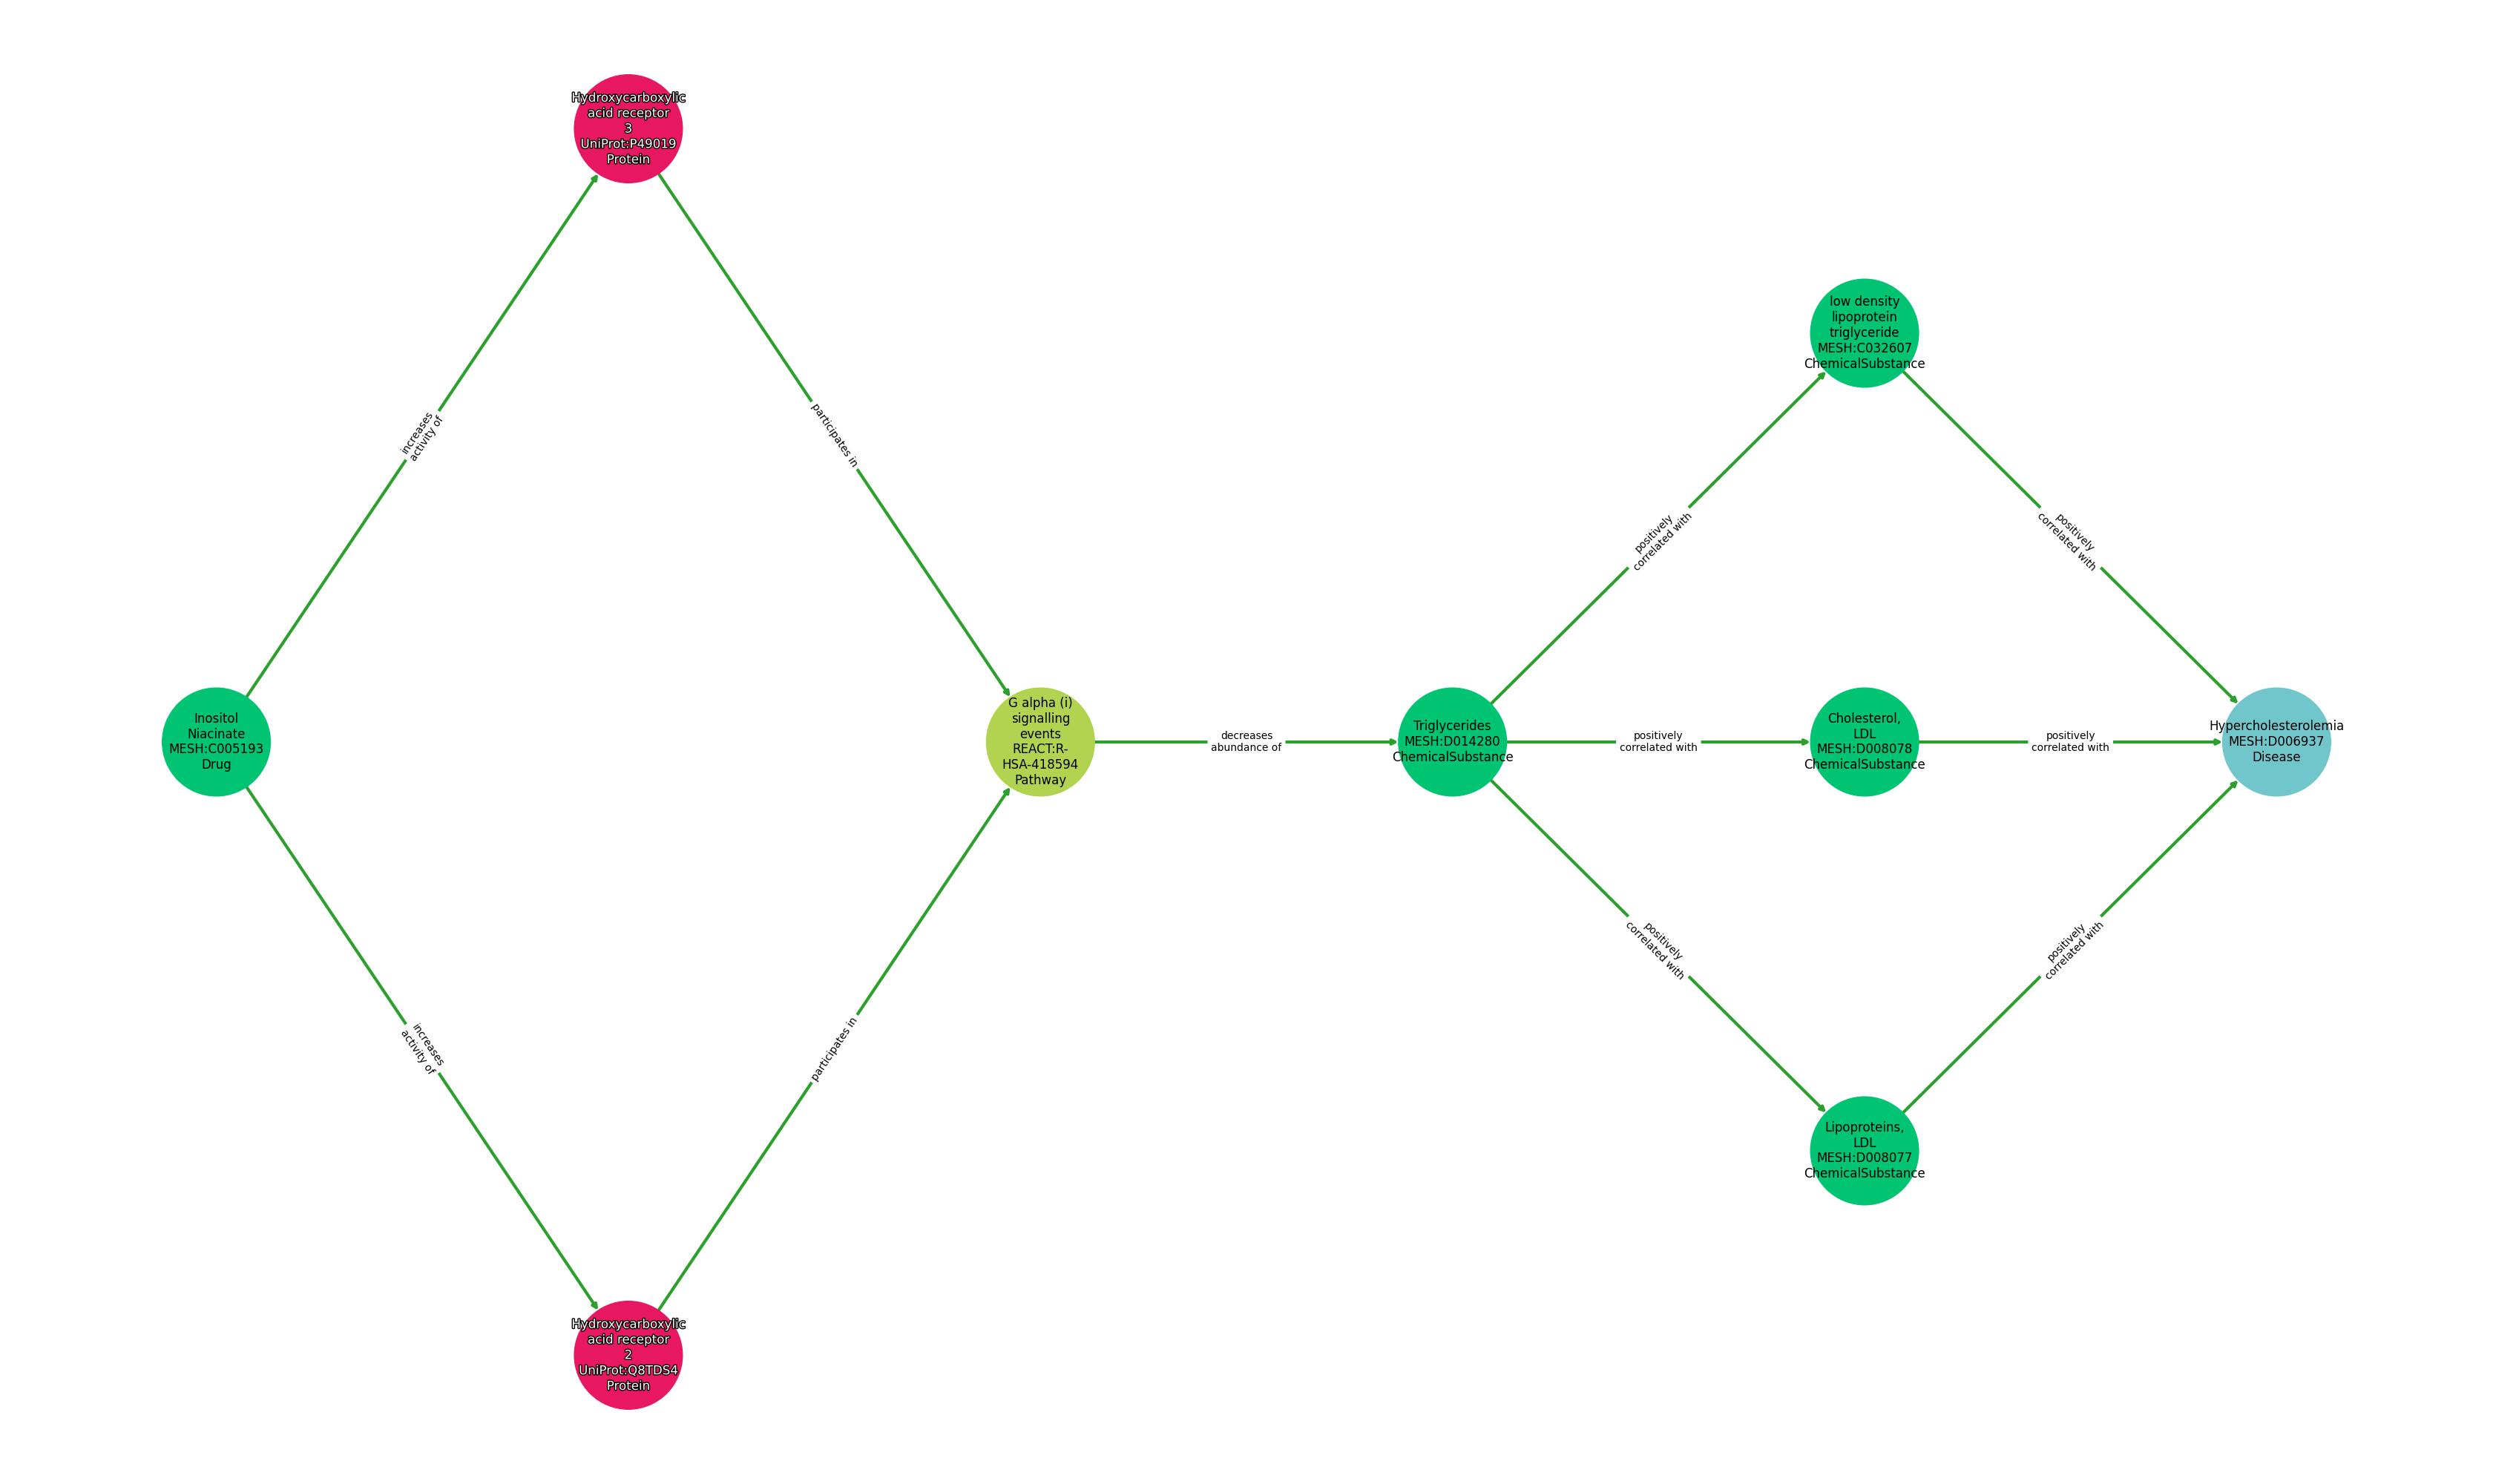 Hydroxycarboxylic
acid receptor
3
UniProt:P49019
Protein
low density
lipoprotein
triglyceride
MESH:C032607
ChemicalSubstance
increases
activity of
participates in
positively
correlated with
positively
correlated with
Inositol
Niacinate
MESH:C005193
Drug
G alpha (i)
signalling
events
REACT:R-
HSA-418594
Pathway
decreases
abundance of
Triglycerides
MESH:D014280
ChemicalSubstance
positively
correlated with
Cholesterol,
LDL
MESH:D008078
ChemicalSubstance
positively
correlated with
Hypercholesterolemia
MESH:D006937
Disease
increases
activity of
participates in
positively
correlated with
positively
correlated with
Lipoproteins,
LDL
MESH:D008077
ChemicalSubstance
Hydroxycarboxylic
acid receptor
2
UniProt:Q8TDS4
Protein